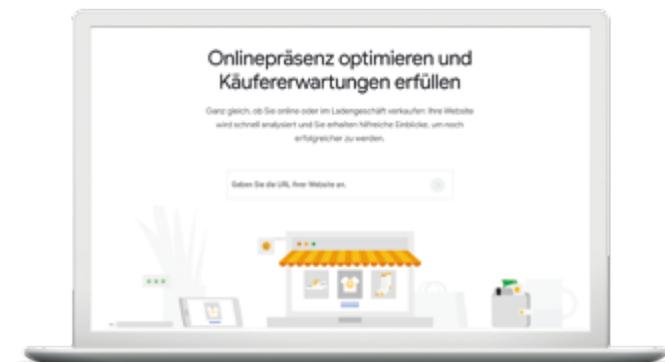 Onlinepräsenz optimieren und
Käufererwartungen erfüllen
Ganz gleich, ob Sie online oder im Ladengeschäft verkaufen: Ihre Website
wird schnell analysiert und Sie erhalten hilfreiche Einblicke, um noch
erfolgreicher zu werden.
Geben Sie die URL Ihrer Website an.